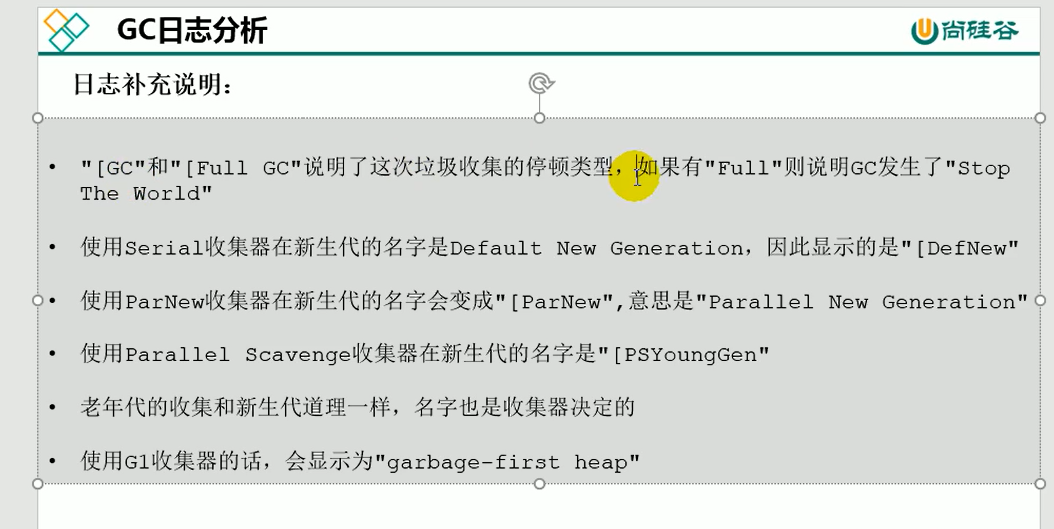 GC日志分析
尚硅谷
日志补充说明：
• "[GC"和"[Full GC"说明了这次垃圾收集的停顿类型，如果有"Full"则说明GC发生了"Stop
The World"
• 使用Serial收集器在新生代的名字是Default New Generation，因此显示的是"[DefNew"
• 使用ParNew收集器在新生代的名字会变成"[ParNew",意思是"Parallel New Generation"
• 使用Parallel Scavenge收集器在新生代的名字是"[PSYoungGen"
• 老年代的收集和新生代道理一样，名字也是收集器决定的
• 使用G1收集器的话，会显示为"garbage-first heap"